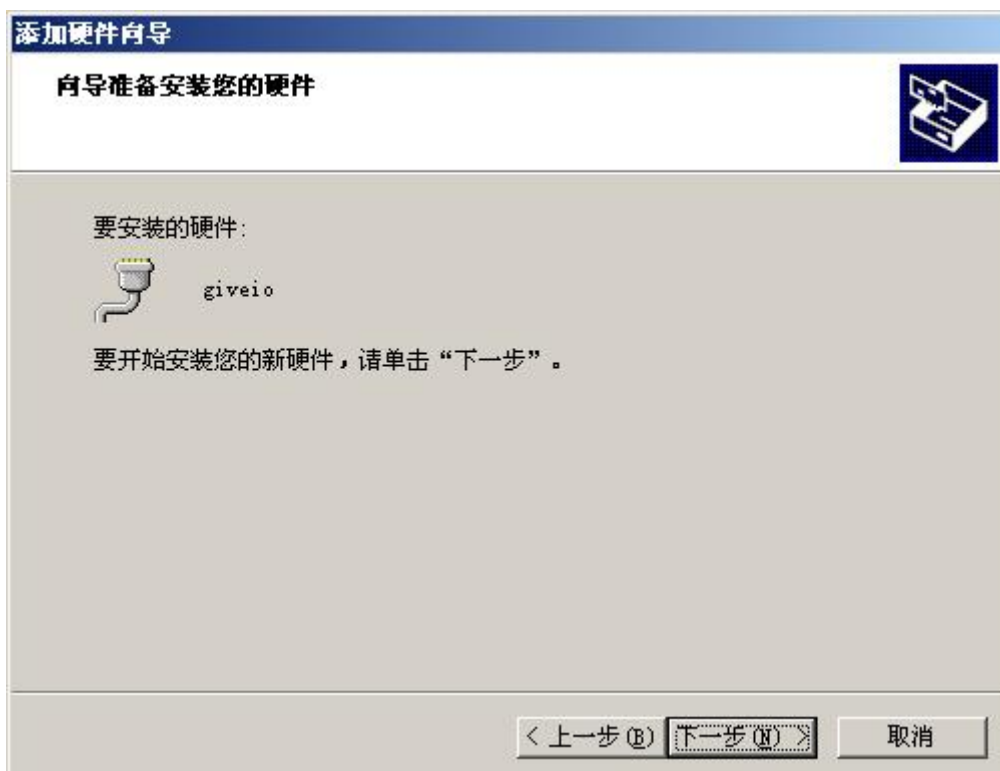 添加硬件向导
向导准备安装您的硬件
要安装的硬件:
giveio
要开始安装您的新硬件，请单击“下一步”。
< 上一步(B) 下一步(N) > 取消